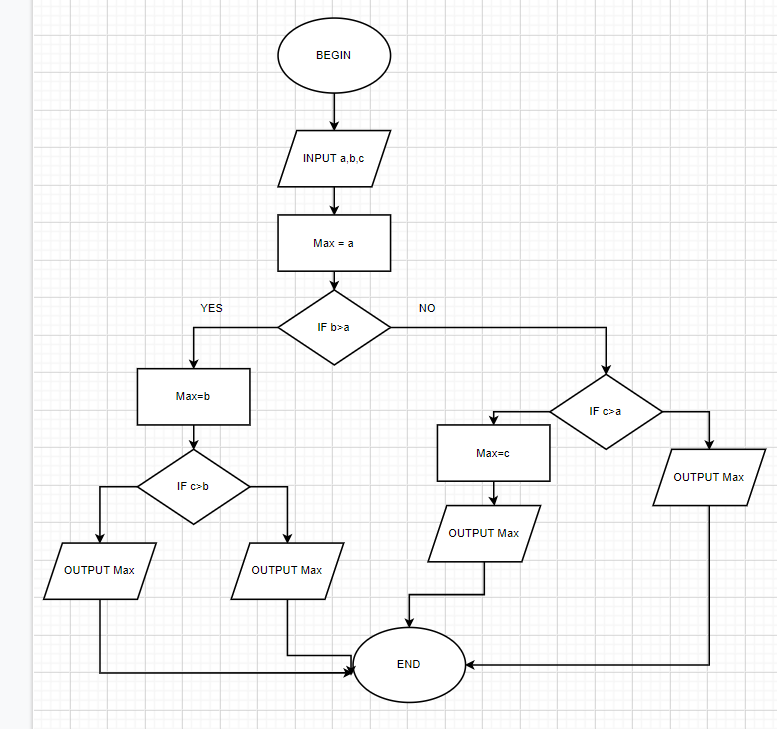 BEGIN
INPUT a,b,c
Max = a
YES
NO
IF b>a
Max=b
IF c>a
Max=c
OUTPUT Max
IF c>b
OUTPUT Max
OUTPUT Max
OUTPUT Max
END